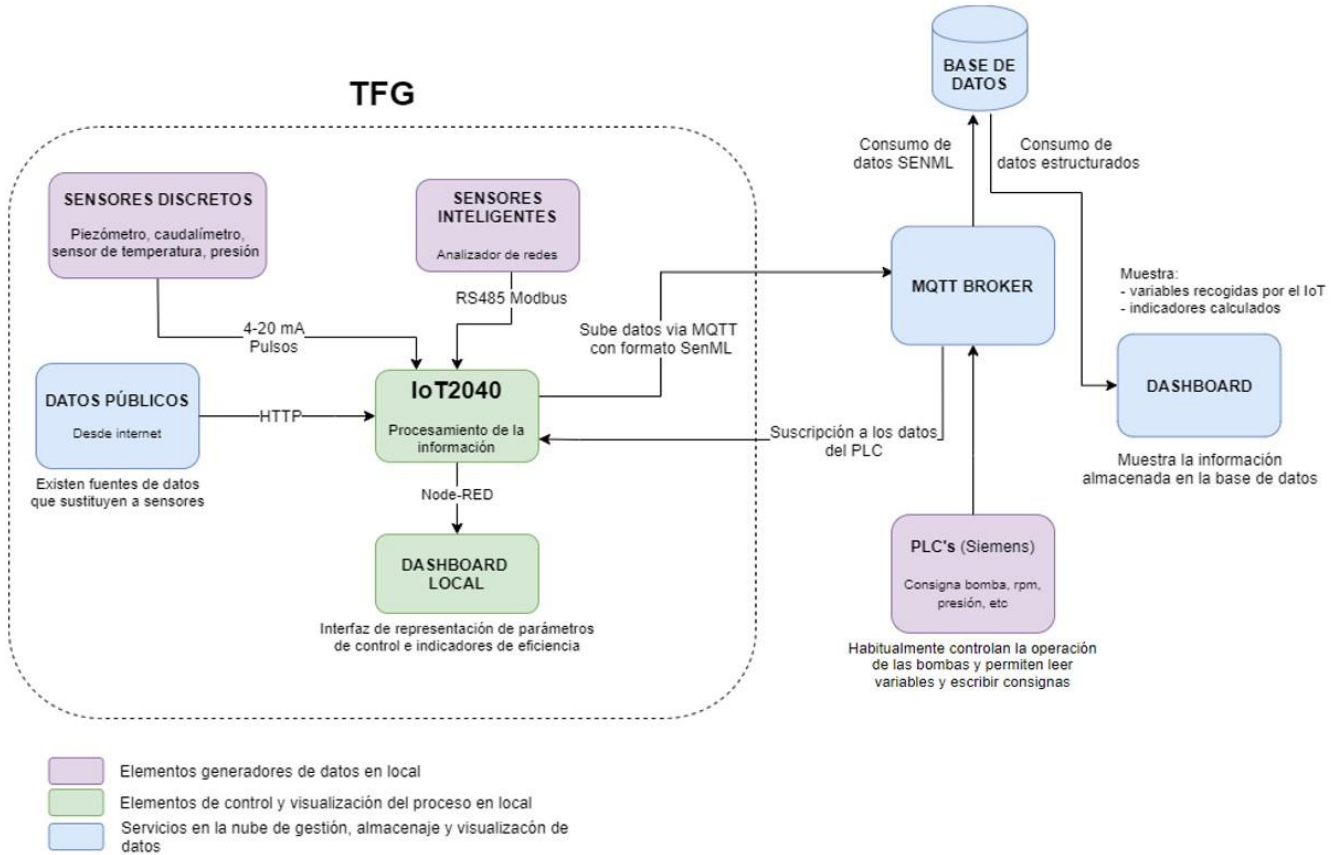 TFG
BASE DE
DATOS
Consumo de
datos SENML
Consumo de
datos estructurados
SENSORES DISCRETOS
Piezómetro, caudalímetro,
sensor de temperatura, presión
SENSORES
INTELIGENTES
Analizador de redes
RS485 Modbus
4-20 mA
Pulsos
Sube datos via MQTT
con formato SenML
MQTT BROKER
Muestra:
- variables recogidas por el IoT
- indicadores calculados
DASHBOARD
Muestra la información
almacenada en la base de datos
DATOS PÚBLICOS
Desde internet
HTTP
Existen fuentes de datos
que sustituyen a sensores
IoT2040
Procesamiento de la
información
Suscripción a los datos
del PLC
Node-RED
DASHBOARD
LOCAL
Interfaz de representación de parámetros
de control e indicadores de eficiencia
PLC's (Siemens)
Consigna bomba, rpm,
presión, etc
Habitualmente controlan la operación
de las bombas y permiten leer
variables y escribir consignas
Elementos generadores de datos en local
Elementos de control y visualización del proceso en local
Servicios en la nube de gestión, almacenaje y visualizacón de
datos